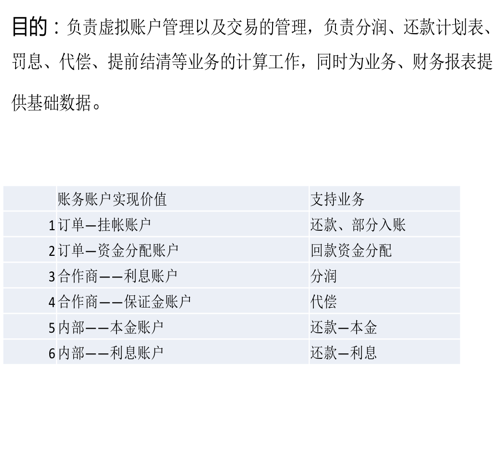 目的：负责虚拟账户管理以及交易的管理，负责分润、还款计划表、
罚息、代偿、提前结清等业务的计算工作，同时为业务、财务报表提
供基础数据。
账务账户实现价值 支持业务
1 订单—挂帐账户 还款、部分入账
2 订单—资金分配账户 回款资金分配
3 合作商——利息账户 分润
4 合作商——保证金账户 代偿
5 内部——本金账户 还款—本金
6 内部——利息账户 还款—利息